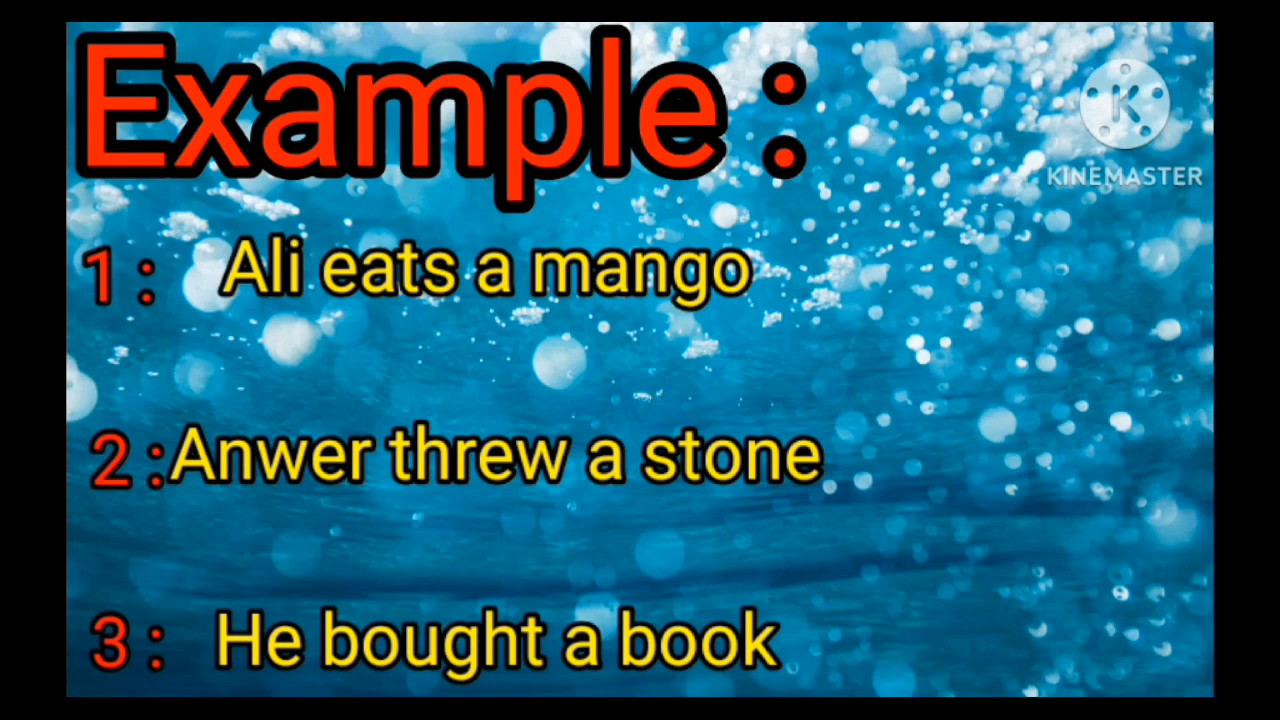 Example :
K
KINEMASTER
1 : Ali eats a mango
2 : Anwer threw a stone
3 : He bought a book